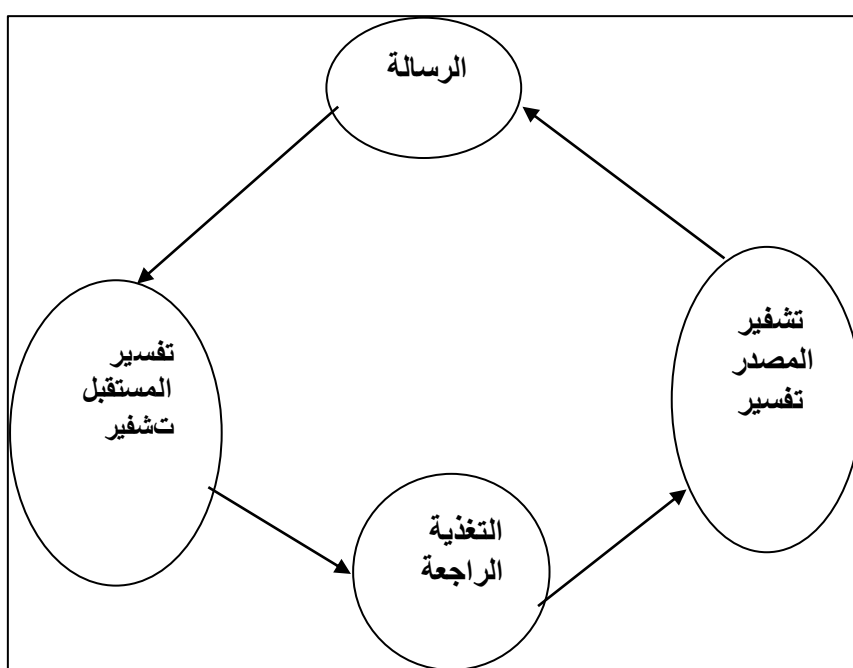 الرسالة
تشفير
المصدر
تفسير
تفسير
المستقبل
تشفير
التغذية
الراجعة